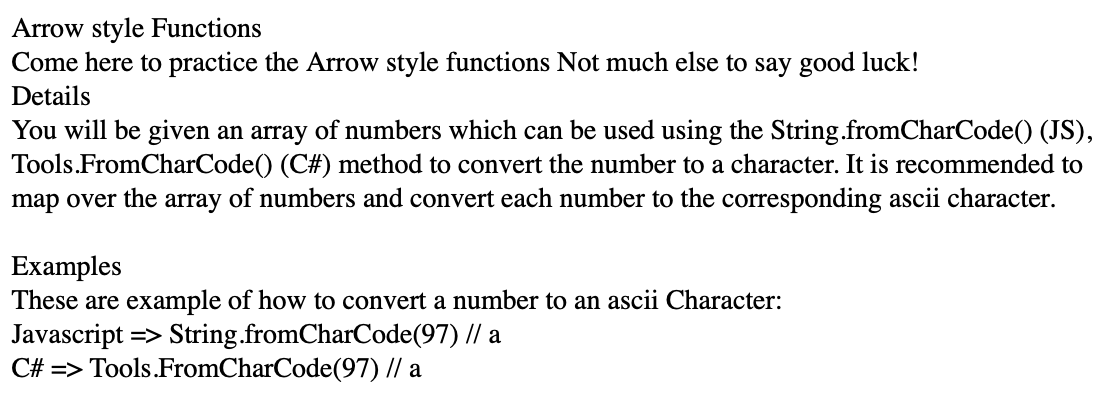 Arrow style Functions
Come here to practice the Arrow style functions Not much else to say good luck!
Details
You will be given an array of numbers which can be used using the String.fromCharCode() (JS),
Tools.FromCharCode() (C#) method to convert the number to a character. It is recommended to
map over the array of numbers and convert each number to the corresponding ascii character.
Examples
These are example of how to convert a number to an ascii Character:
Javascript => String.fromCharCode(97) // a
C# => Tools.FromCharCode(97) // a